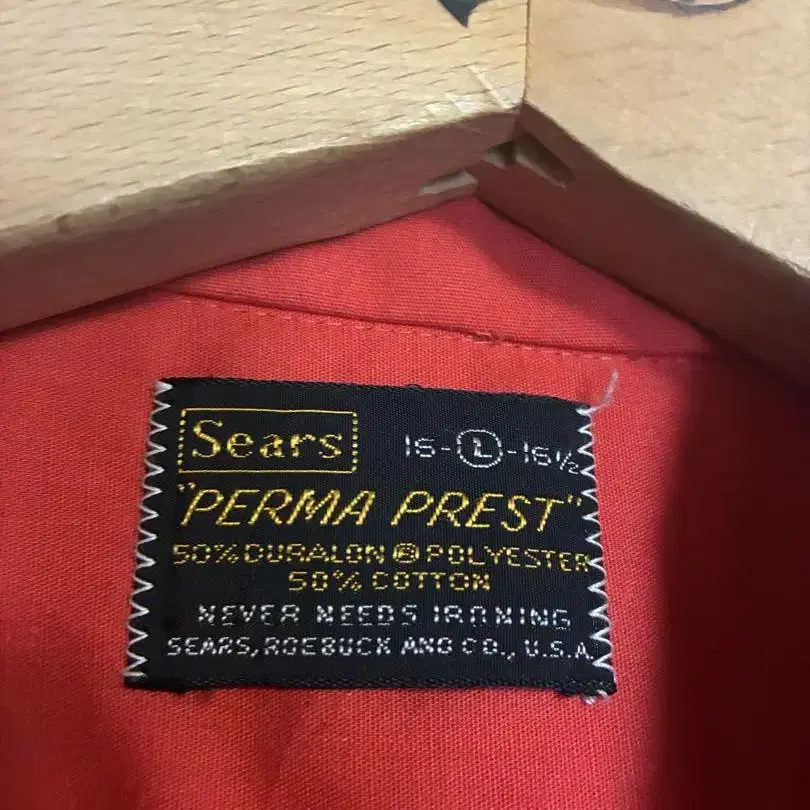 Sears 16-Ⓛ-16½
"PERMA PREST"
50% DURALON ® POLYESTER
50% COTTON
NEVER NEEDS IRONING
SEARS, ROEBUCK AND CO., U.S.A.